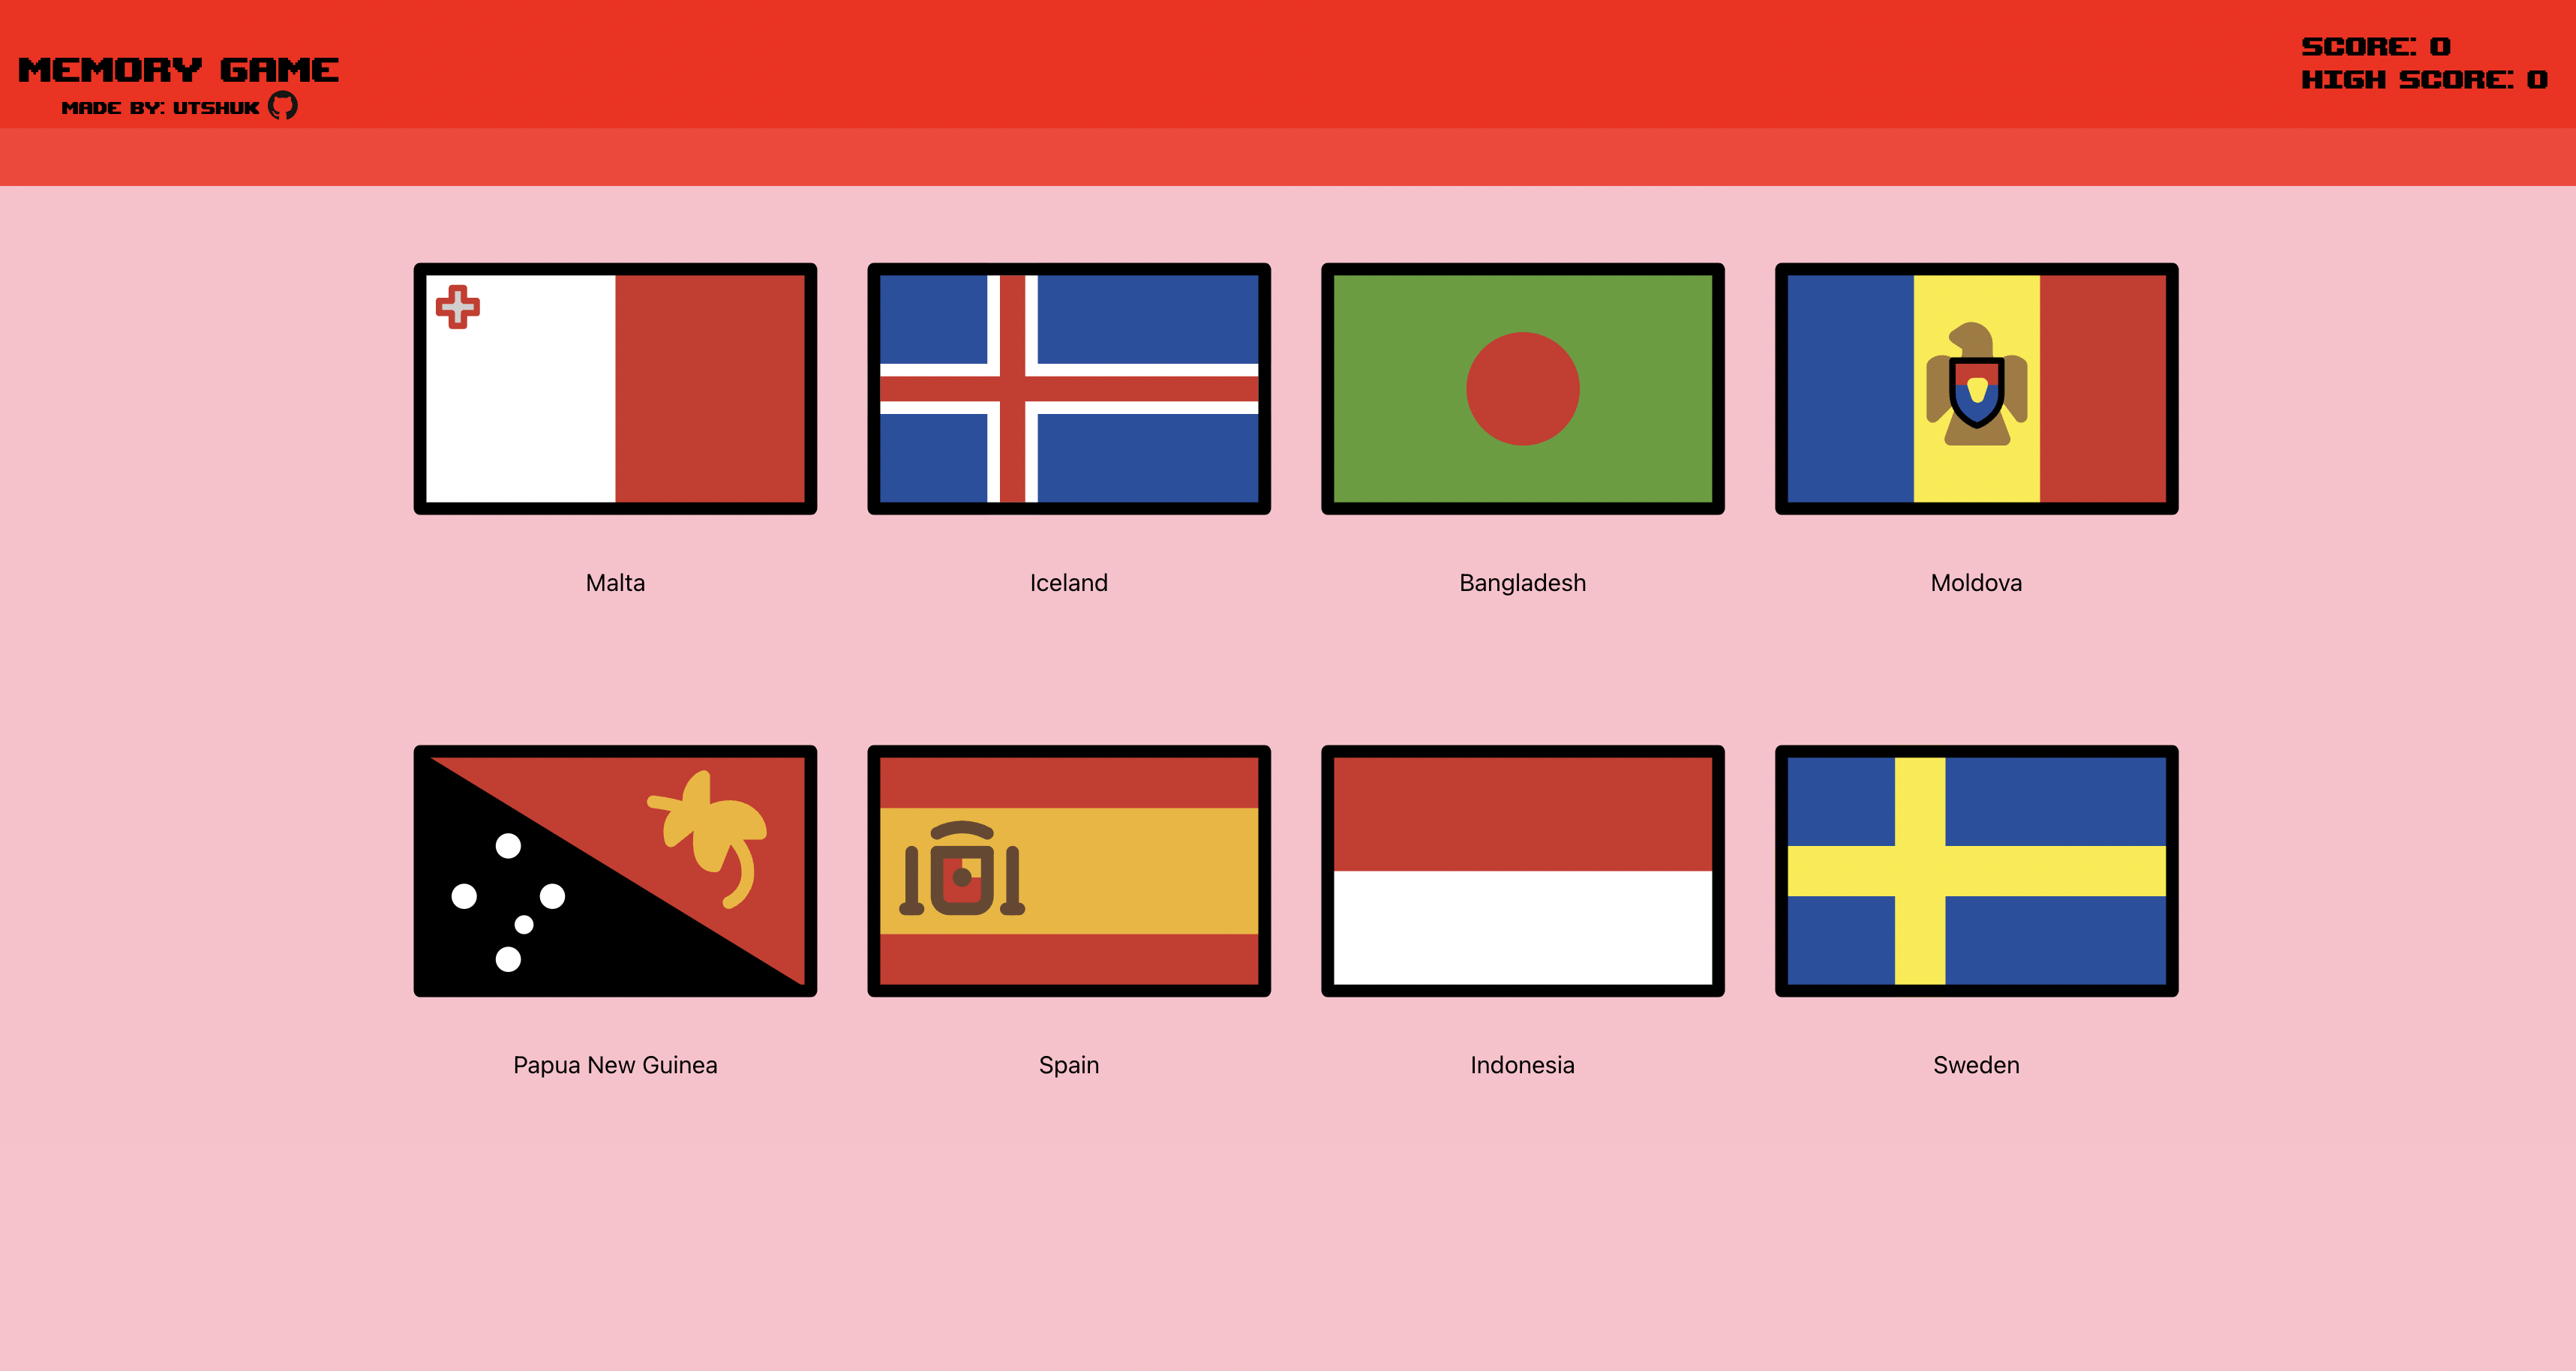 MEMORY GAME
MADE BY: UTSHUK
SCORE: 0
HIGH SCORE: 0
Malta
Iceland
Bangladesh
Moldova
Papua New Guinea
Spain
Indonesia
Sweden